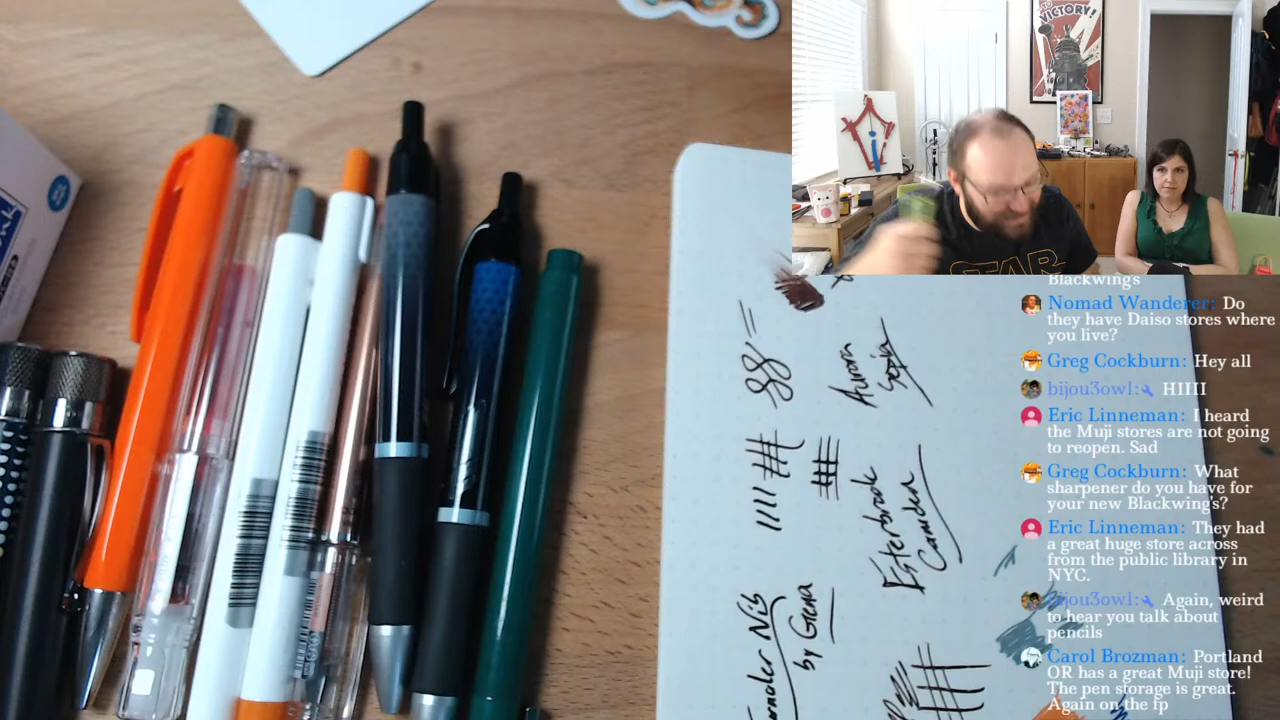 VICTORY!
STAR
Aurora
Sepia
Esterbrook
Camden
Nib
by Gena
Blackwing's
Nomad Wanderer: Do
they have Daiso stores where
you live?
Greg Cockburn: Hey all
bijou3owl: HIIII
Eric Linneman: I heard
the Muji stores are not going
to reopen. Sad
Greg Cockburn: What
sharpener do you have for
your new Blackwing's?
Eric Linneman: They had
a great huge store across
from the public library in
NYC.
bijou3owl: Again, weird
to hear you talk about
pencils
Carol Brozman: Portland
OR has a great Muji store!
The pen storage is great.
Again on the fp